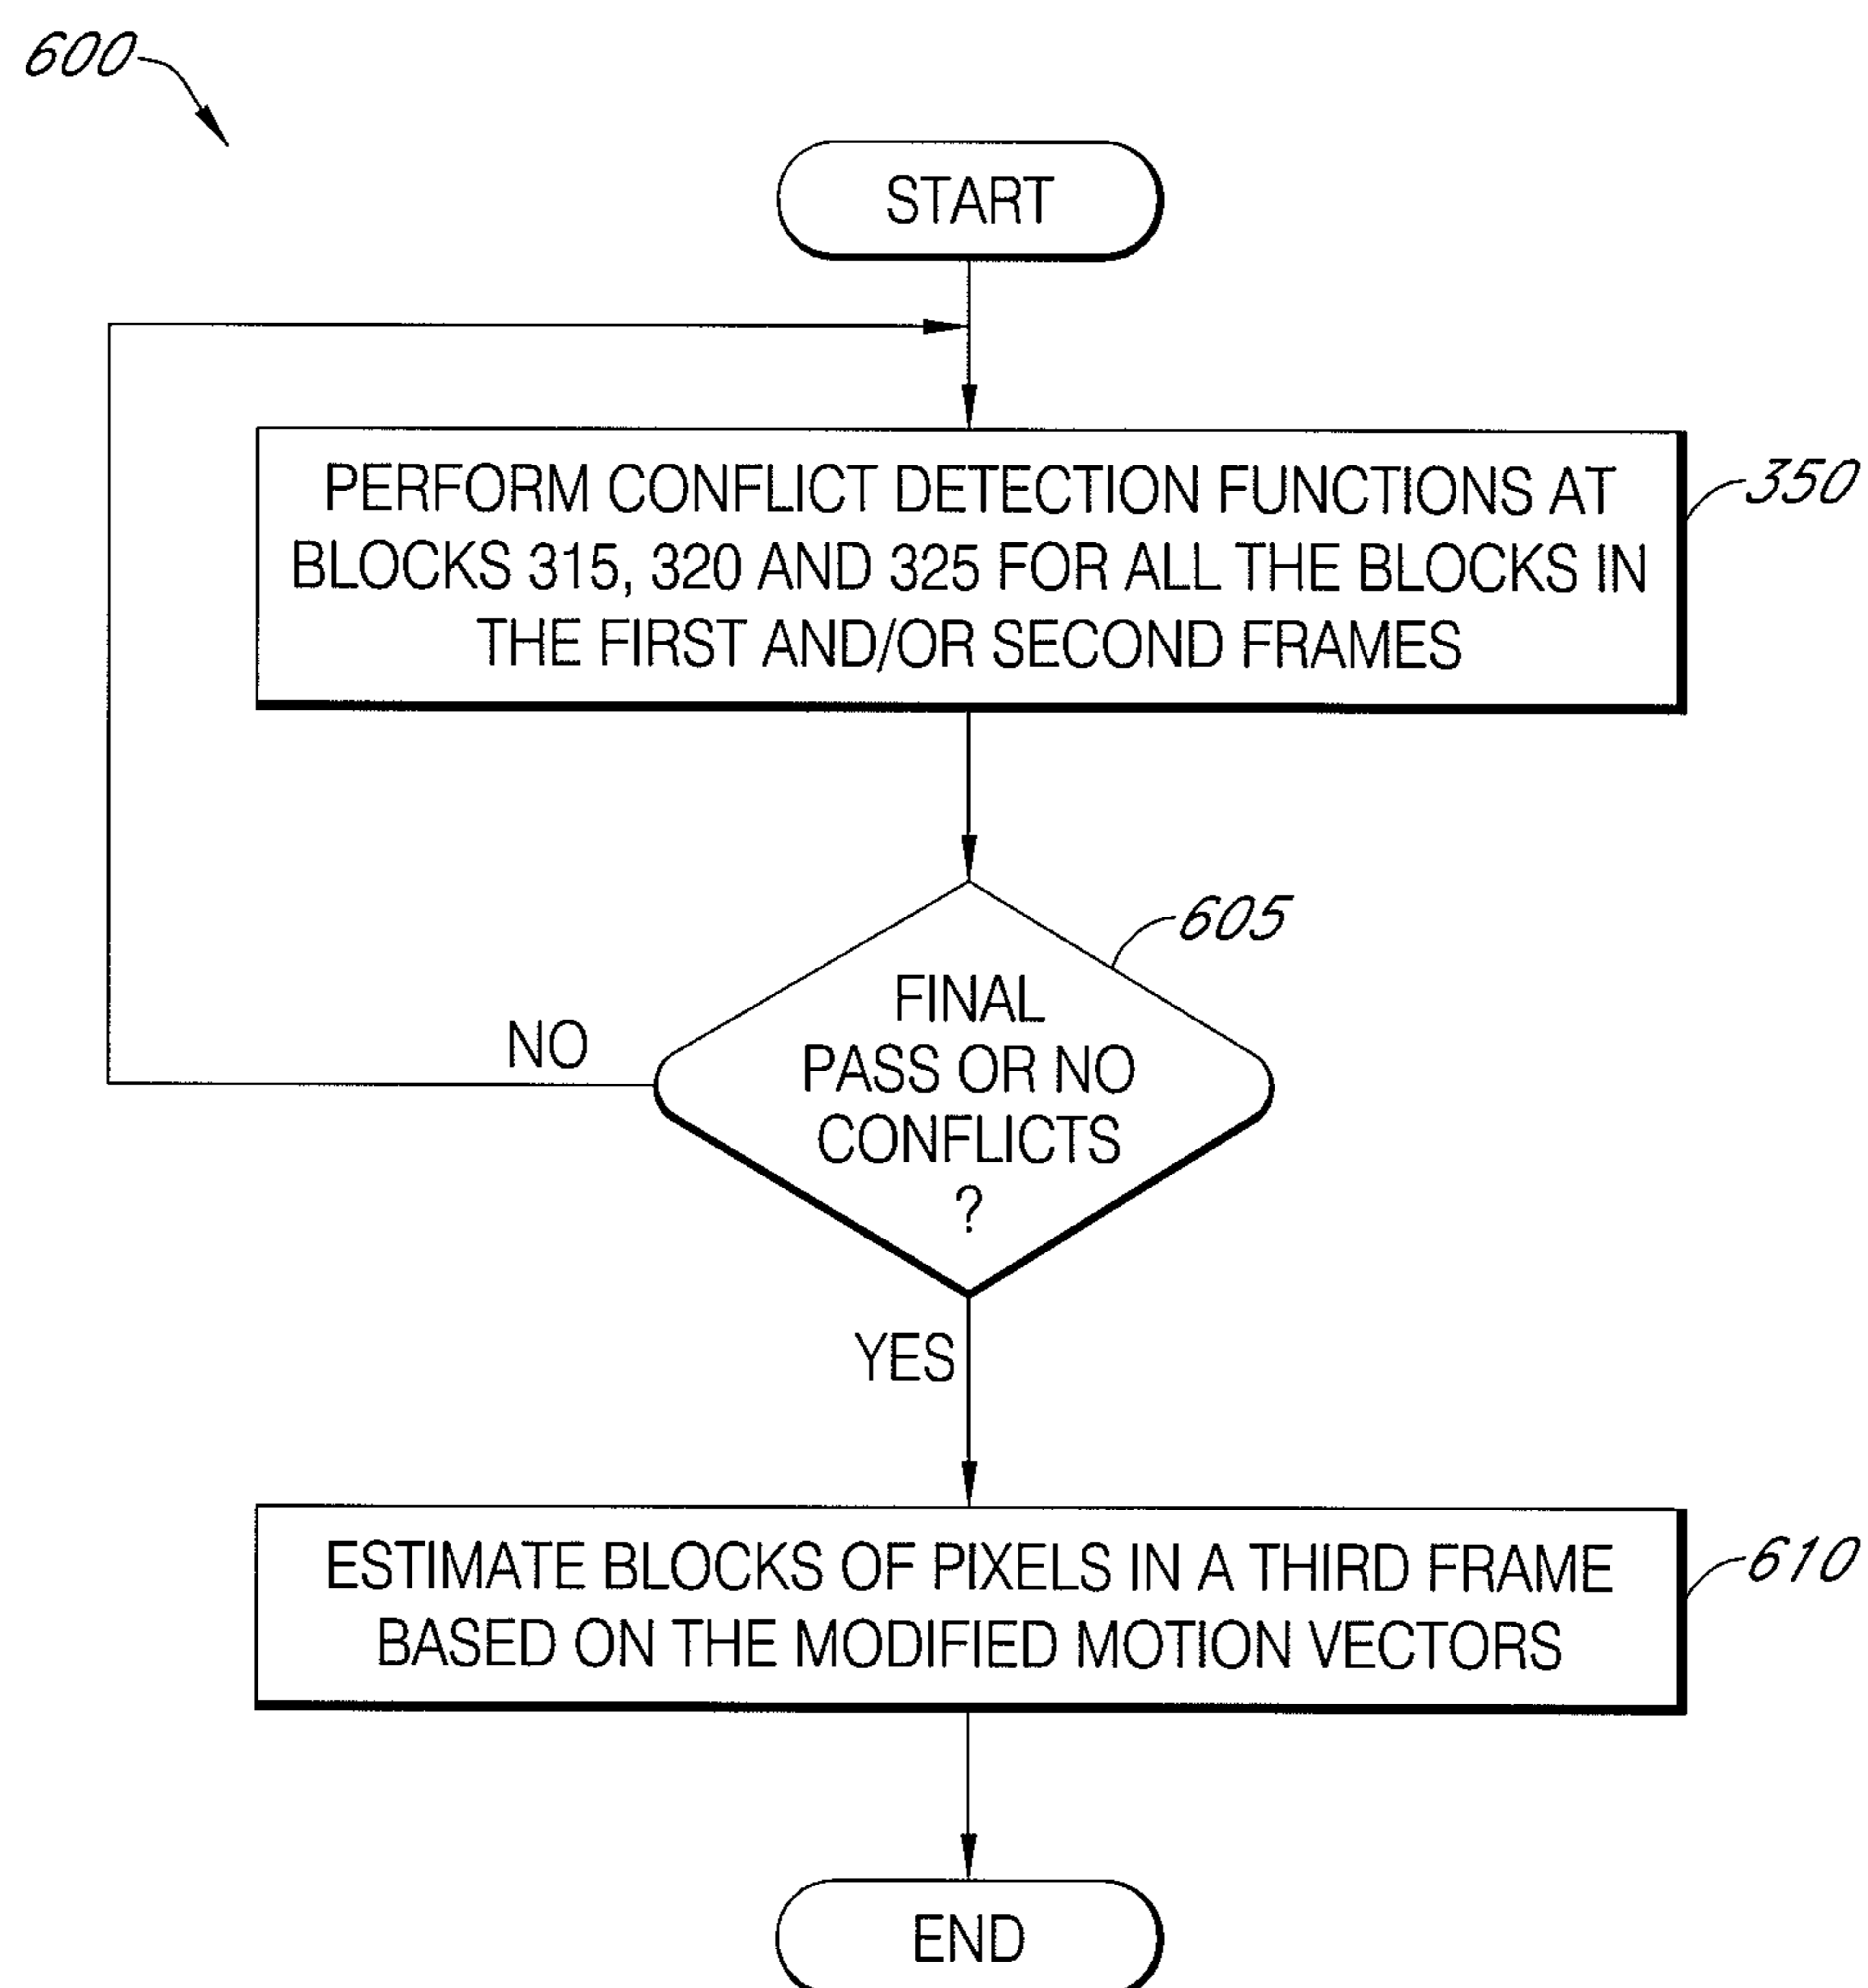 600
START
PERFORM CONFLICT DETECTION FUNCTIONS AT
BLOCKS 315, 320 AND 325 FOR ALL THE BLOCKS IN
THE FIRST AND/OR SECOND FRAMES
350
605
FINAL
PASS OR NO
CONFLICTS
?
NO
YES
ESTIMATE BLOCKS OF PIXELS IN A THIRD FRAME
BASED ON THE MODIFIED MOTION VECTORS
610
END